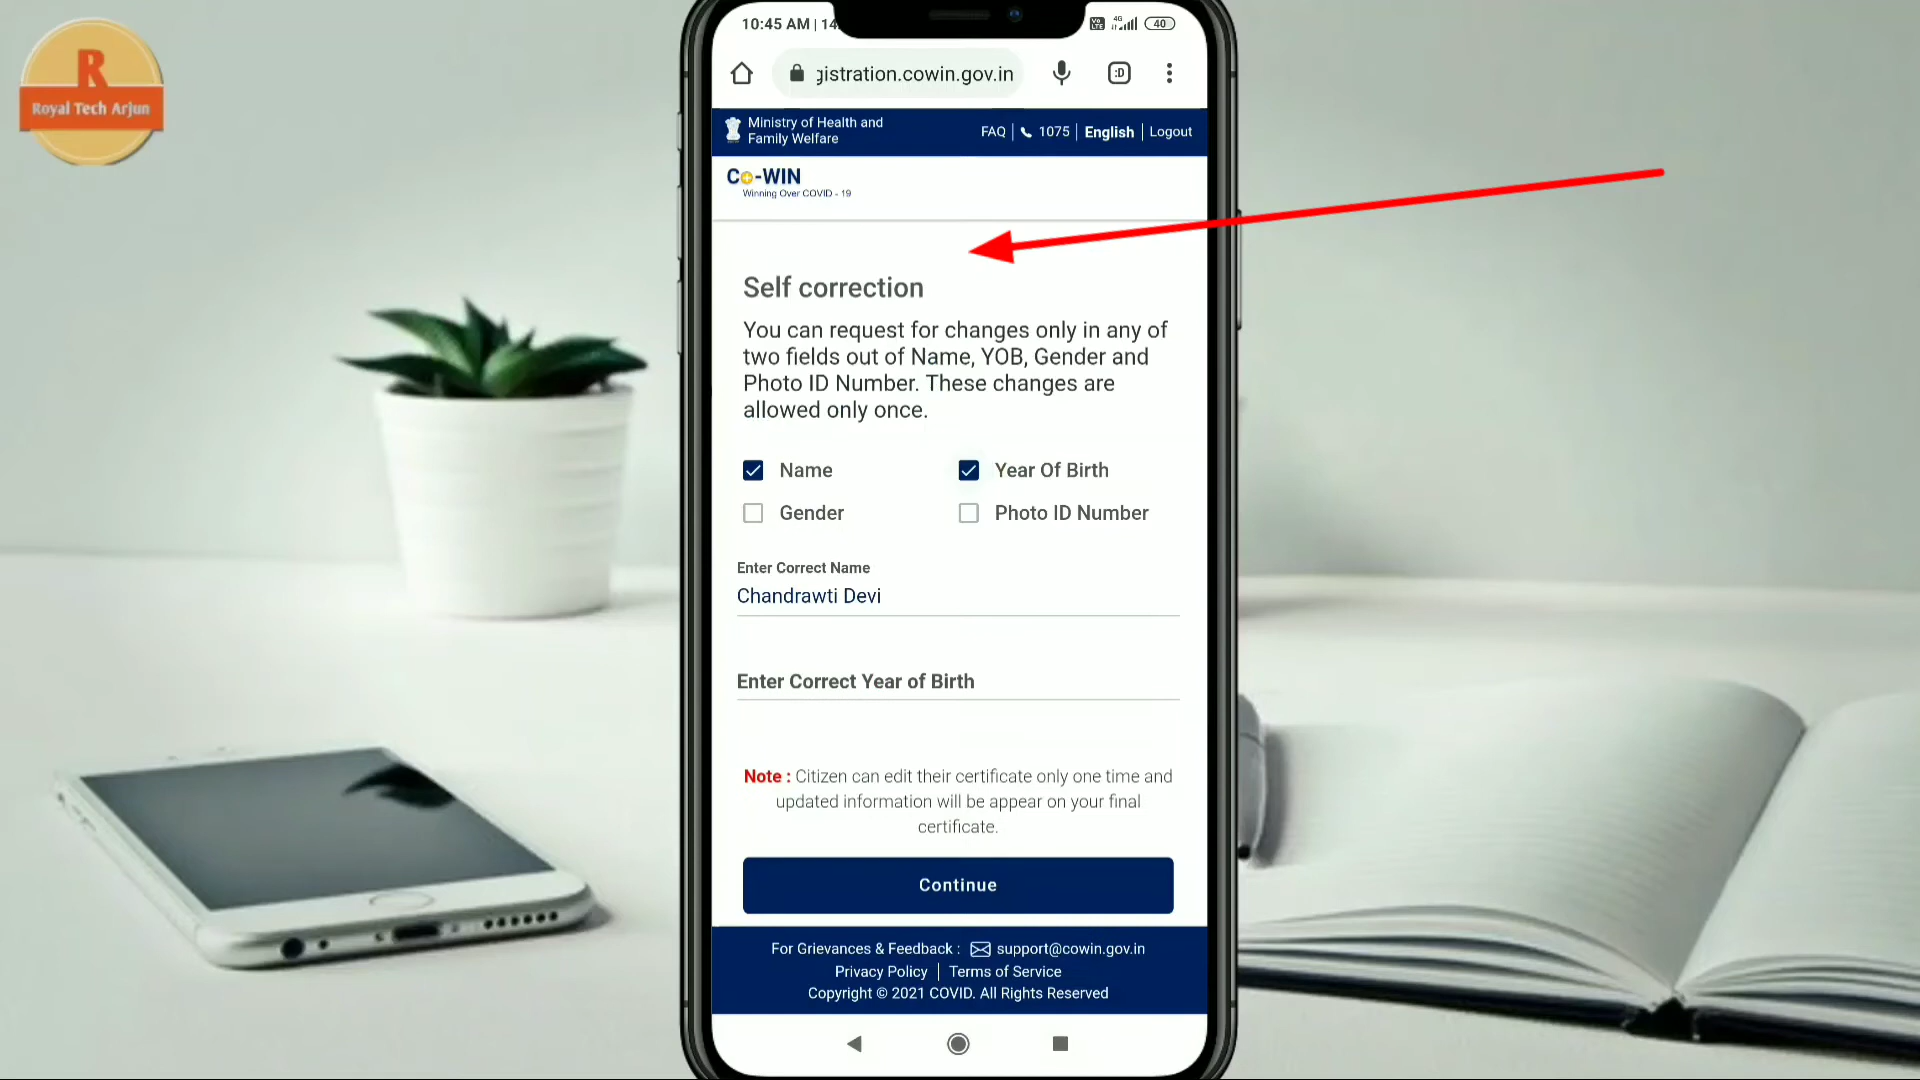 R
Royal Tech Arjun
10:45 AM | 14
Vo
LTE
4G
40
gistration.cowin.gov.in
:D
Ministry of Health and
Family Welfare
FAQ | 1075 | English | Logout
Co-WIN
Winning Over COVID - 19
Self correction
You can request for changes only in any of
two fields out of Name, YOB, Gender and
Photo ID Number. These changes are
allowed only once.
Name
Year Of Birth
Gender
Photo ID Number
Enter Correct Name
Chandrawti Devi
Enter Correct Year of Birth
Note : Citizen can edit their certificate only one time and
updated information will be appear on your final
certificate.
Continue
For Grievances & Feedback : support@cowin.gov.in
Privacy Policy | Terms of Service
Copyright © 2021 COVID. All Rights Reserved